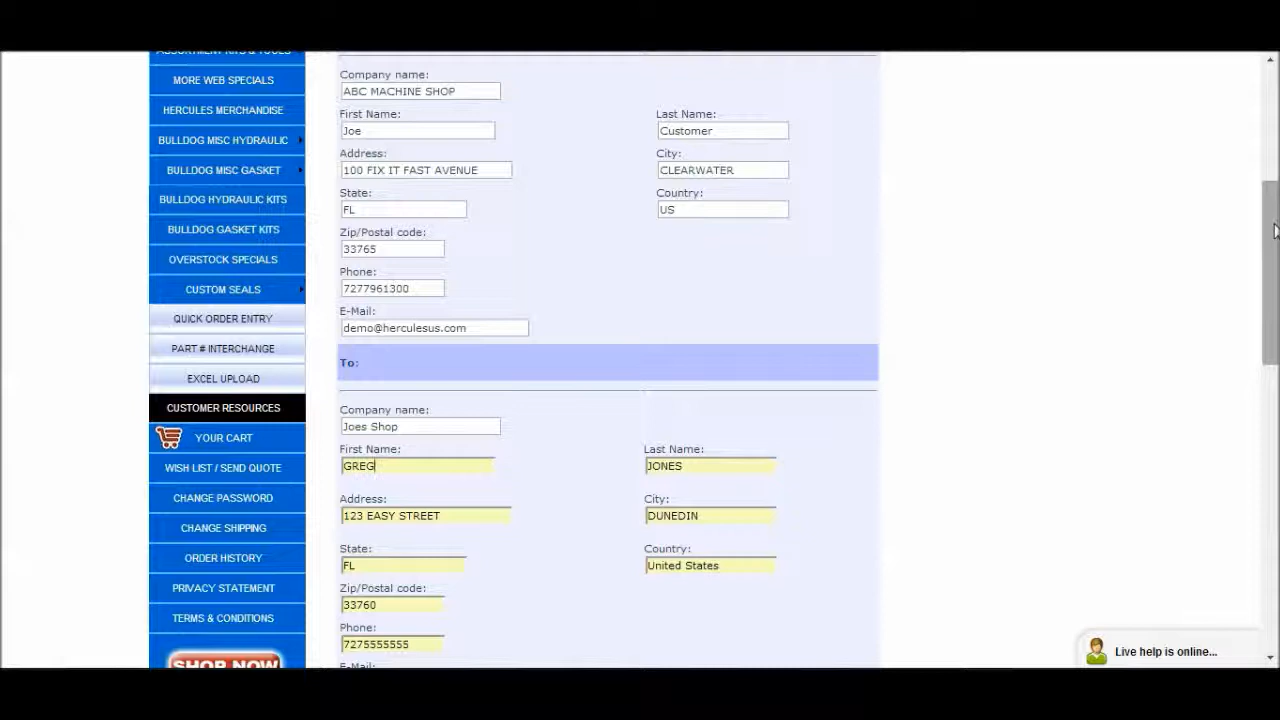 ASSORTMENT KITS & TOOLS
MORE WEB SPECIALS
HERCULES MERCHANDISE
BULLDOG MISC HYDRAULIC
BULLDOG MISC GASKET
BULLDOG HYDRAULIC KITS
BULLDOG GASKET KITS
OVERSTOCK SPECIALS
CUSTOM SEALS
QUICK ORDER ENTRY
PART # INTERCHANGE
EXCEL UPLOAD
CUSTOMER RESOURCES
YOUR CART
WISH LIST / SEND QUOTE
CHANGE PASSWORD
CHANGE SHIPPING
ORDER HISTORY
PRIVACY STATEMENT
TERMS & CONDITIONS
SHOP NOW
Company name:
ABC MACHINE SHOP
First Name: Last Name:
Joe Customer
Address: City:
100 FIX IT FAST AVENUE CLEARWATER
State: Country:
FL US
Zip/Postal code:
33765
Phone:
7277961300
E-Mail:
demo@herculesus.com
To:
Company name:
Joes Shop
First Name: Last Name:
GREG JONES
Address: City:
123 EASY STREET DUNEDIN
State: Country:
FL United States
Zip/Postal code:
33760
Phone:
7275555555
E-Mail:
Live help is online...